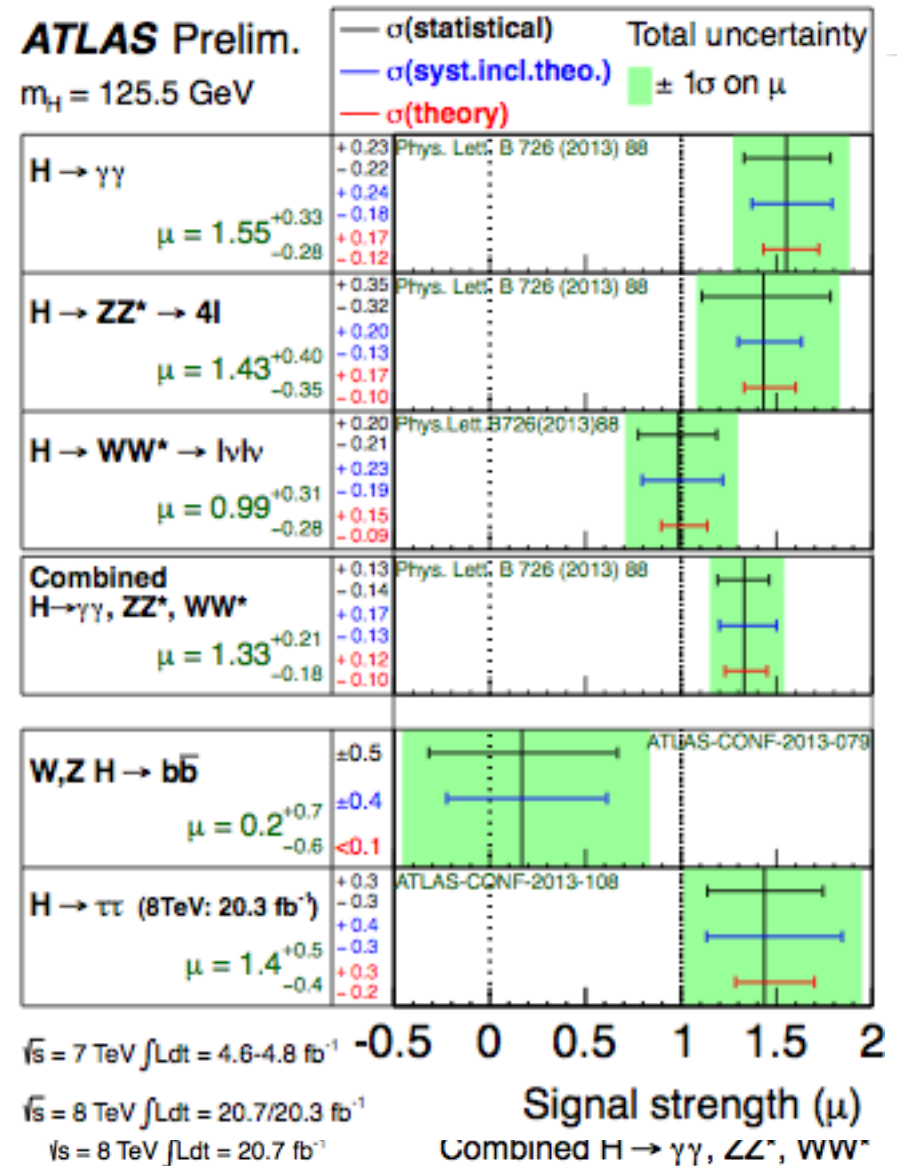 ATLAS Prelim.
m_H = 125.5 GeV
σ(statistical)
σ(syst.incl.theo.)
σ(theory)
Total uncertainty
± 1σ on μ
H → γγ
μ = 1.55 +0.33 −0.28
+ 0.23
− 0.22
+ 0.24
− 0.18
+ 0.17
− 0.12
Phys. Lett. B 726 (2013) 88
H → ZZ* → 4l
μ = 1.43 +0.40 −0.35
+ 0.35
− 0.32
+ 0.20
− 0.13
+ 0.17
− 0.10
Phys. Lett. B 726 (2013) 88
H → WW* → lνlν
μ = 0.99 +0.31 −0.28
+ 0.20
− 0.21
+ 0.23
− 0.19
+ 0.15
− 0.09
Phys.Lett.B726(2013)88
Combined
H→γγ, ZZ*, WW*
μ = 1.33 +0.21 −0.18
+ 0.13
− 0.14
+ 0.17
− 0.13
+ 0.12
− 0.10
Phys. Lett. B 726 (2013) 88
W,Z H → bb̅
μ = 0.2 +0.7 −0.6
±0.5
±0.4
<0.1
ATLAS-CONF-2013-079
H → ττ (8TeV: 20.3 fb⁻¹)
μ = 1.4 +0.5 −0.4
+ 0.3
− 0.3
+ 0.4
− 0.3
+ 0.3
− 0.2
ATLAS-CONF-2013-108
-0.5 0 0.5 1 1.5 2
√s = 7 TeV ∫Ldt = 4.6-4.8 fb⁻¹
√s = 8 TeV ∫Ldt = 20.7/20.3 fb⁻¹
Signal strength (μ)
√s = 8 TeV ∫Ldt = 20.7 fb⁻¹
Combined H → γγ, ZZ*, WW*